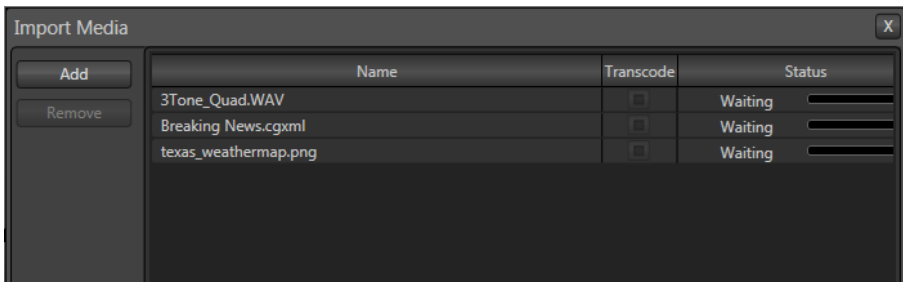 Import Media X
Add Name Transcode Status
Remove 3Tone_Quad.WAV Waiting
Breaking News.cgxml Waiting
texas_weathermap.png Waiting